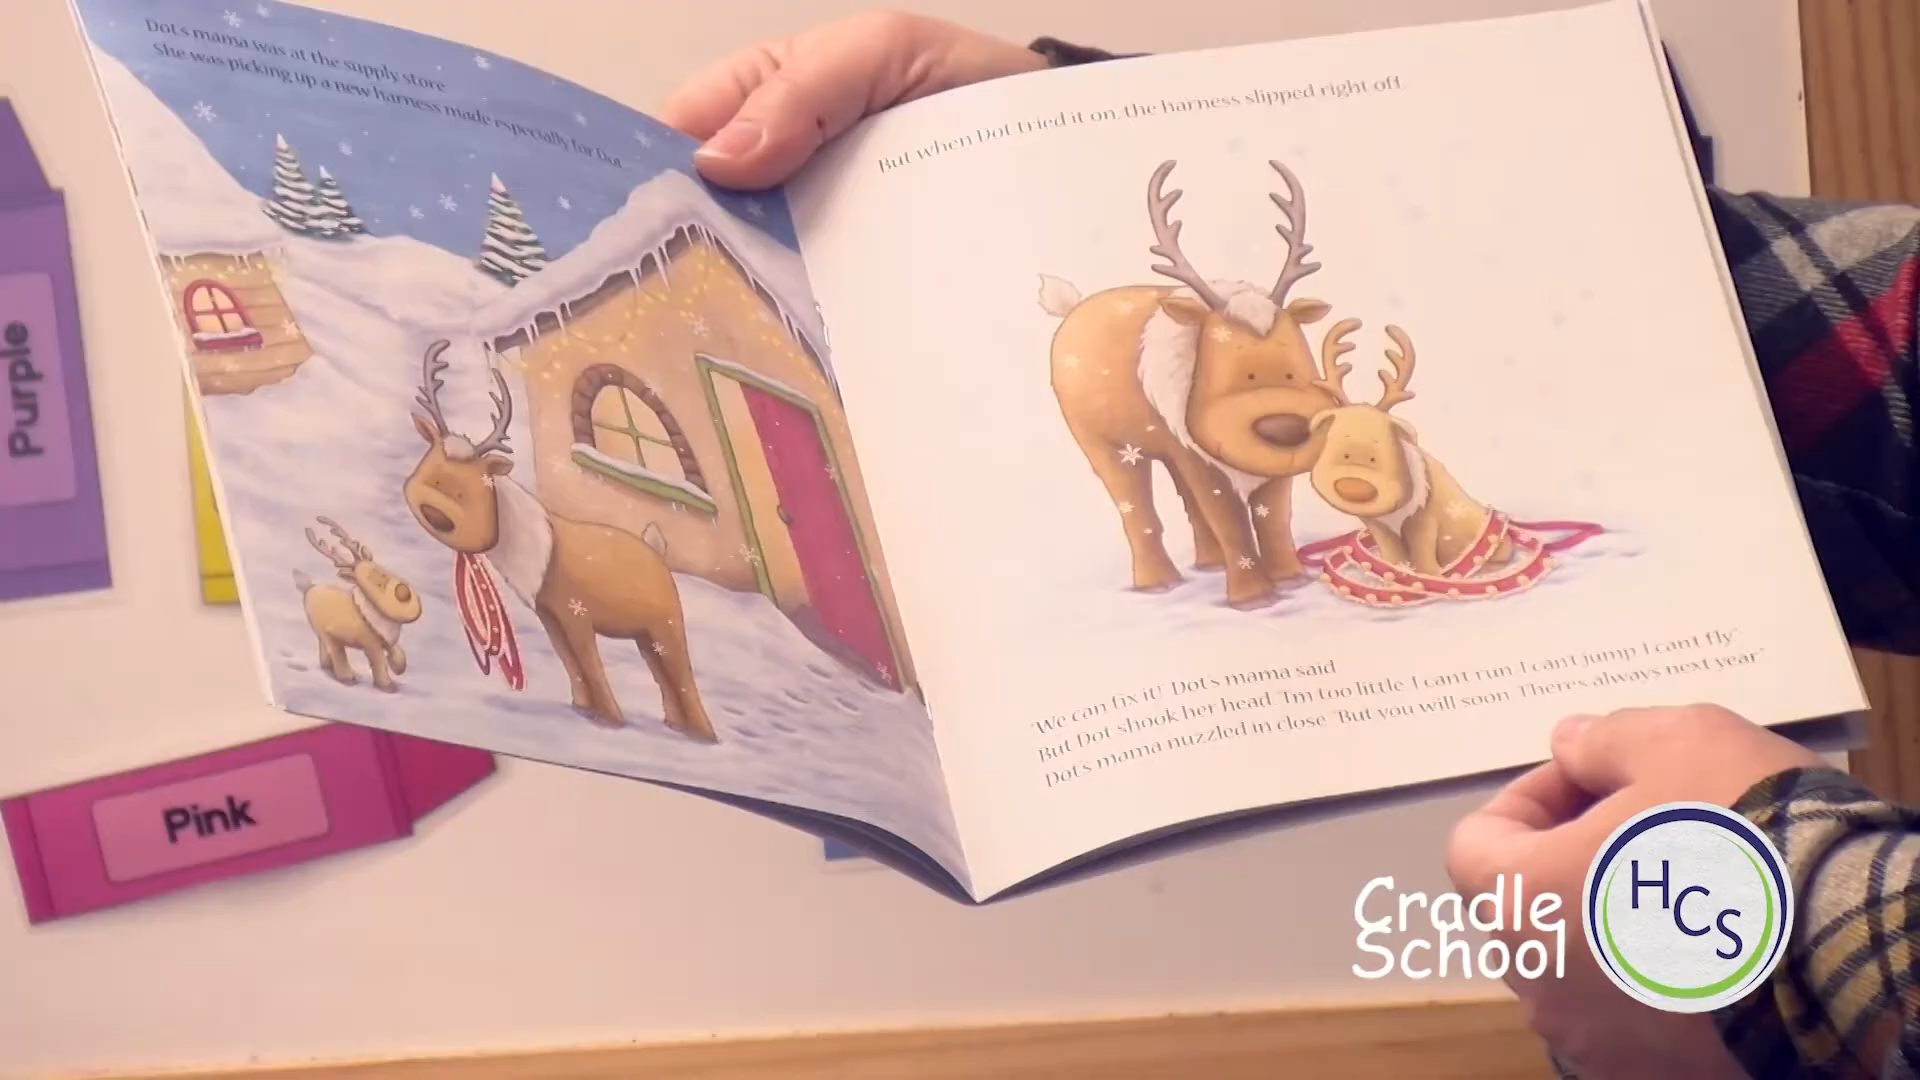 Dot's mama was at the supply store
She was picking up a new harness made especially for Dot
But when Dot tried it on, the harness slipped right off
"We can fix it!" Dot's mama said
But Dot shook her head "I'm too little I can't run I can't jump I can't fly"
Dot's mama nuzzled in close "But you will soon There's always next year"
Purple
Pink
Cradle
School
HCS